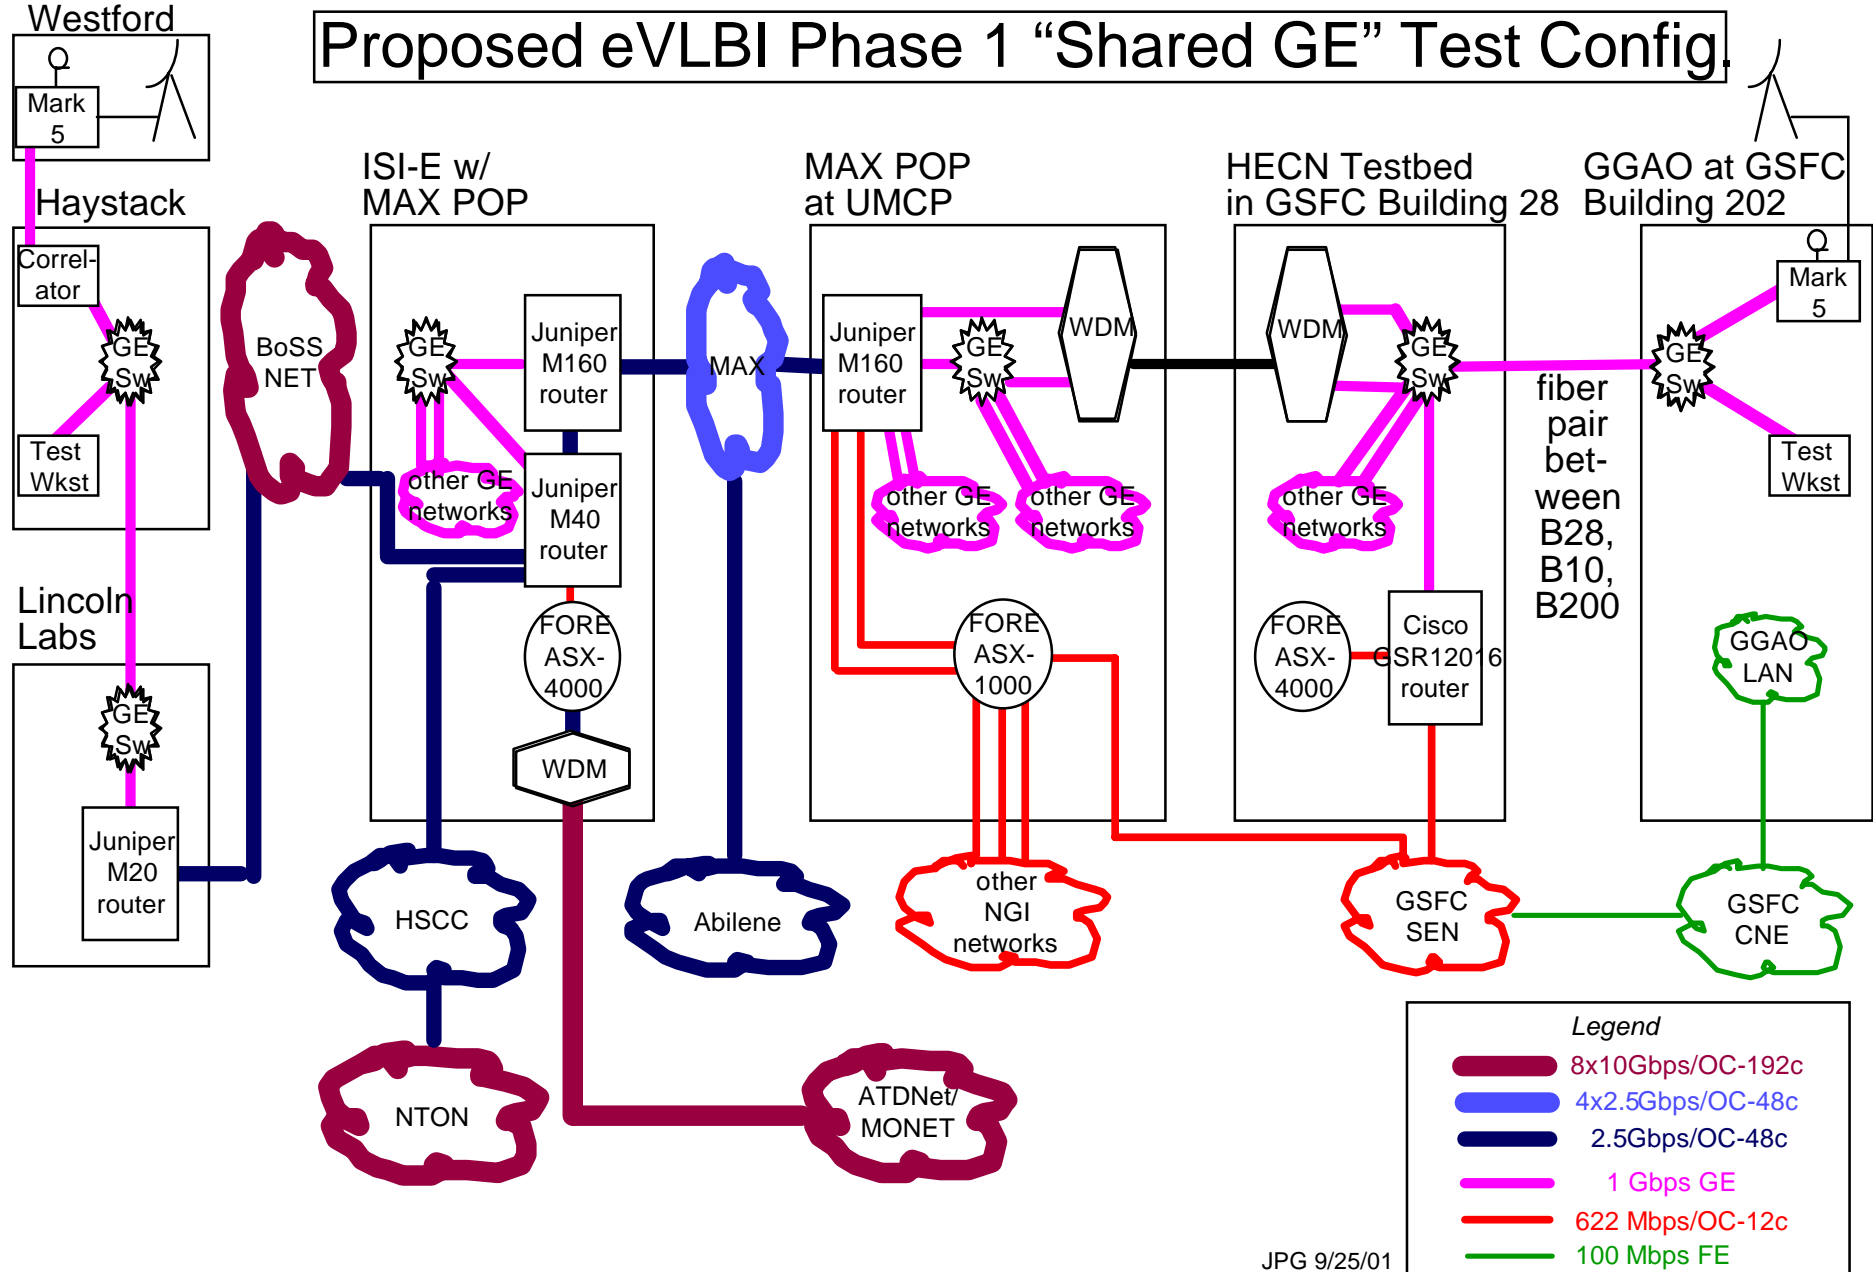 Westford
Proposed eVLBI Phase 1 “Shared GE” Test Config.
Mark
5
Haystack
Correl-
ator
GE
Sw
Test
Wkst
Lincoln
Labs
GE
Sw
Juniper
M20
router
BoSS
NET
ISI-E w/
MAX POP
GE
Sw
Juniper
M160
router
other GE
networks
Juniper
M40
router
FORE
ASX-
4000
WDM
HSCC
NTON
MAX
Abilene
ATDNet/
MONET
MAX POP
at UMCP
Juniper
M160
router
GE
Sw
WDM
other GE
networks
other GE
networks
FORE
ASX-
1000
other
NGI
networks
HECN Testbed
in GSFC Building 28
WDM
GE
Sw
other GE
networks
FORE
ASX-
4000
Cisco
GSR12016
router
GSFC
SEN
fiber
pair
bet-
ween
B28,
B10,
B200
GGAO at GSFC
Building 202
Mark
5
GE
Sw
Test
Wkst
GGAO
LAN
GSFC
CNE
Legend
8x10Gbps/OC-192c
4x2.5Gbps/OC-48c
2.5Gbps/OC-48c
1 Gbps GE
622 Mbps/OC-12c
100 Mbps FE
JPG 9/25/01